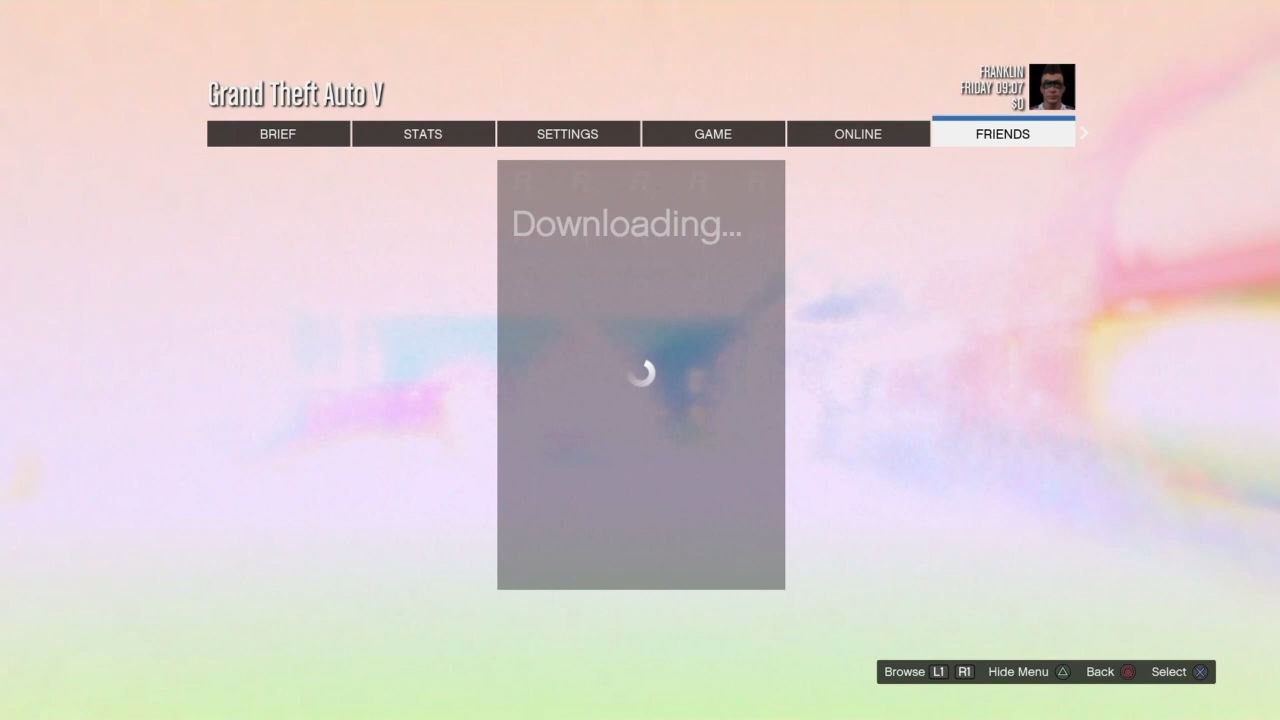 Grand Theft Auto V
FRANKLIN
FRIDAY 09:07
$0
BRIEF
STATS
SETTINGS
GAME
ONLINE
FRIENDS
R R R R R
Downloading...
Browse L1 R1 Hide Menu Back Select